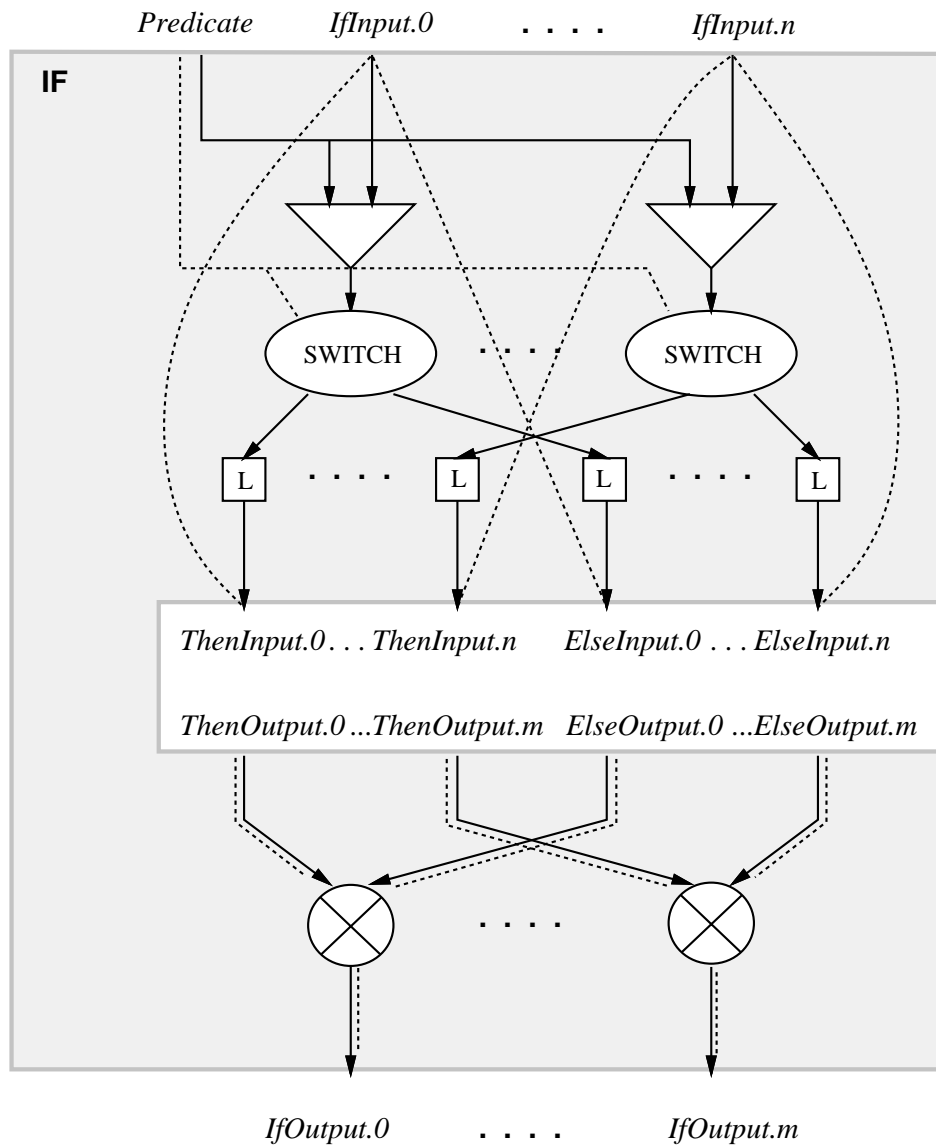 Predicate IfInput.0 . . . . IfInput.n
IF
SWITCH . . . . SWITCH
L . . . . L L . . . . L
ThenInput.0 . . . ThenInput.n ElseInput.0 . . . ElseInput.n
ThenOutput.0 ...ThenOutput.m ElseOutput.0 ...ElseOutput.m
. . . .
IfOutput.0 . . . . IfOutput.m